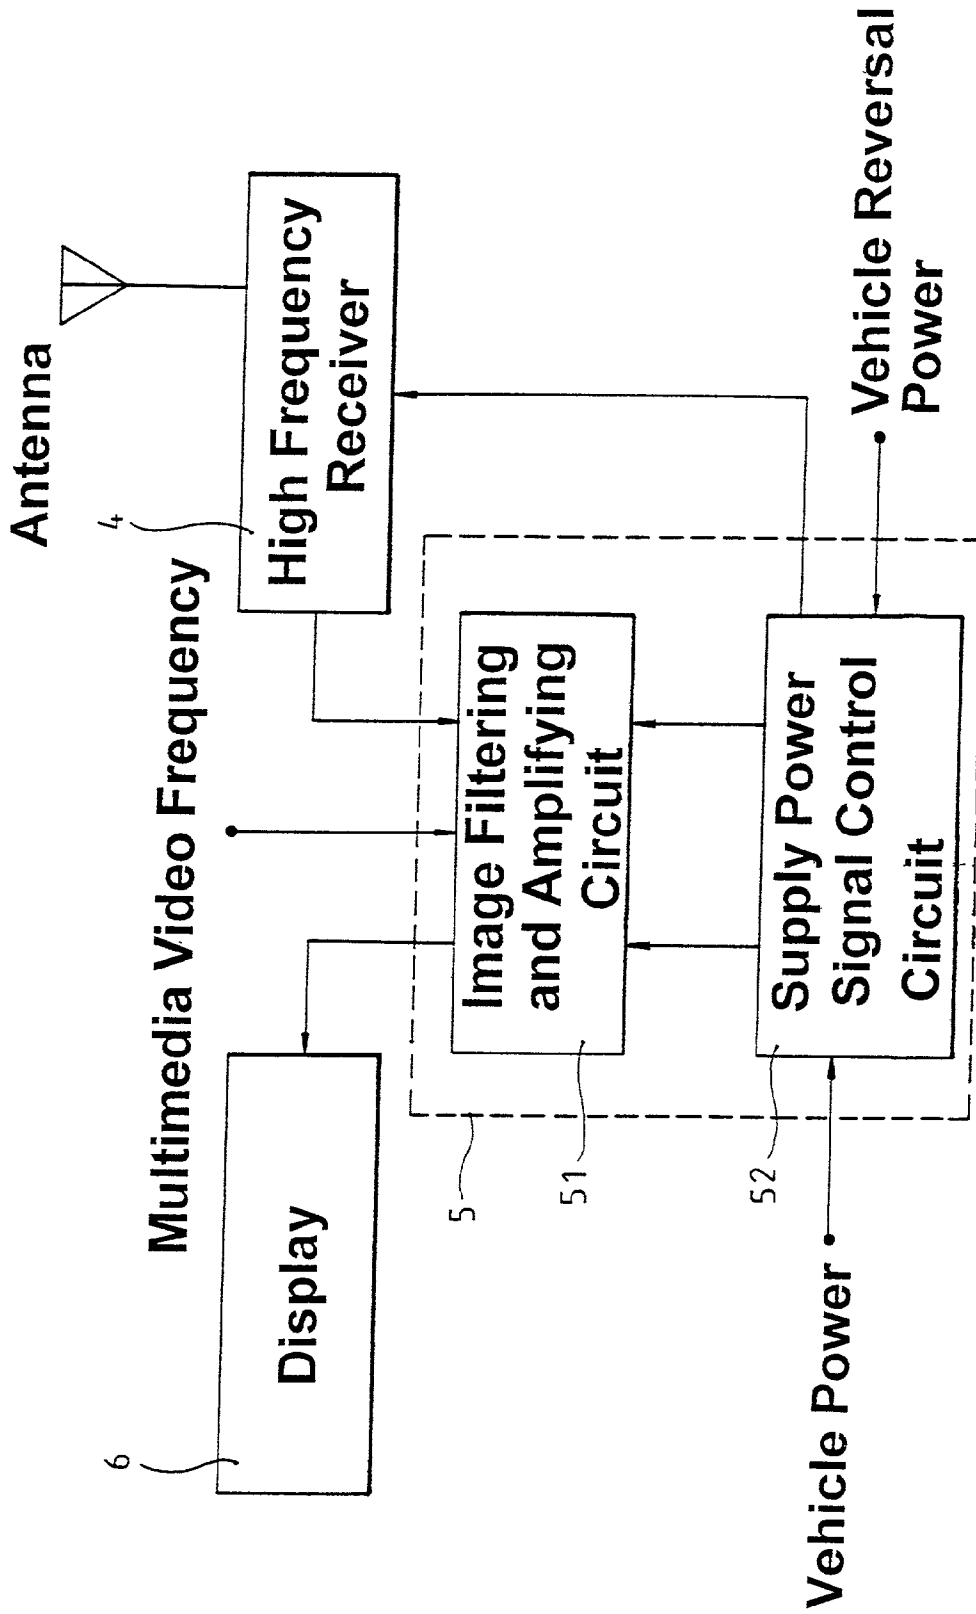 Antenna
Multimedia Video Frequency
4
High Frequency
Receiver
6
Display
5
Image Filtering
and Amplifying
Circuit
51
Supply Power
Signal Control
Circuit
52
Vehicle Power
Vehicle Reversal
Power